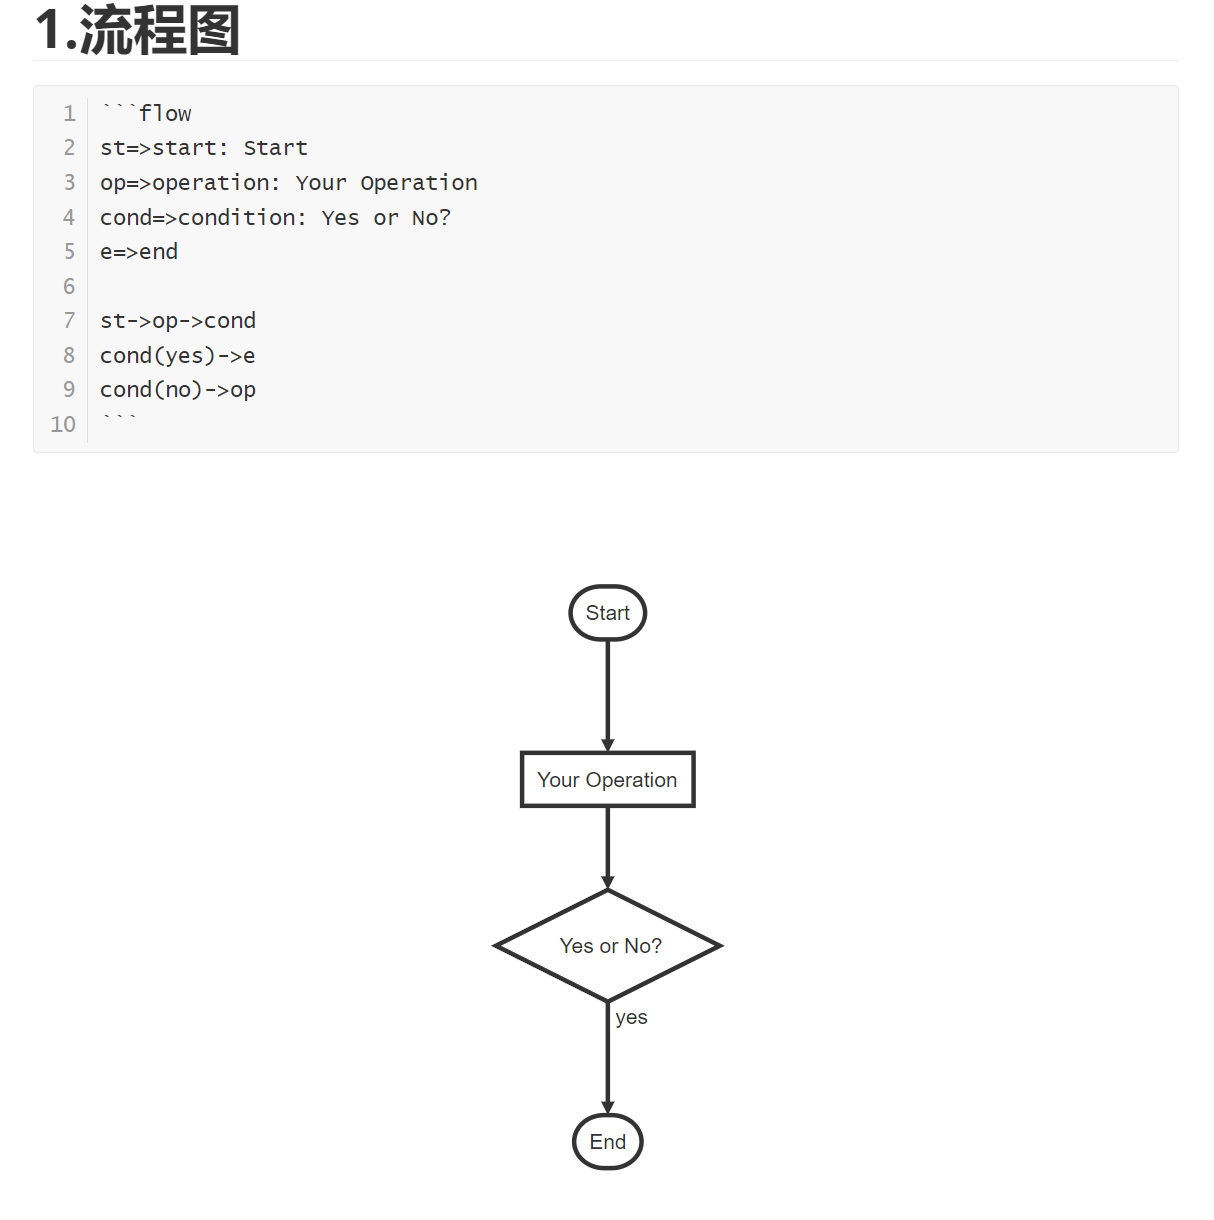 1.流程图
1 ```flow
2 st=>start: Start
3 op=>operation: Your Operation
4 cond=>condition: Yes or No?
5 e=>end
6
7 st->op->cond
8 cond(yes)->e
9 cond(no)->op
10 ```
Start
Your Operation
Yes or No?
yes
End